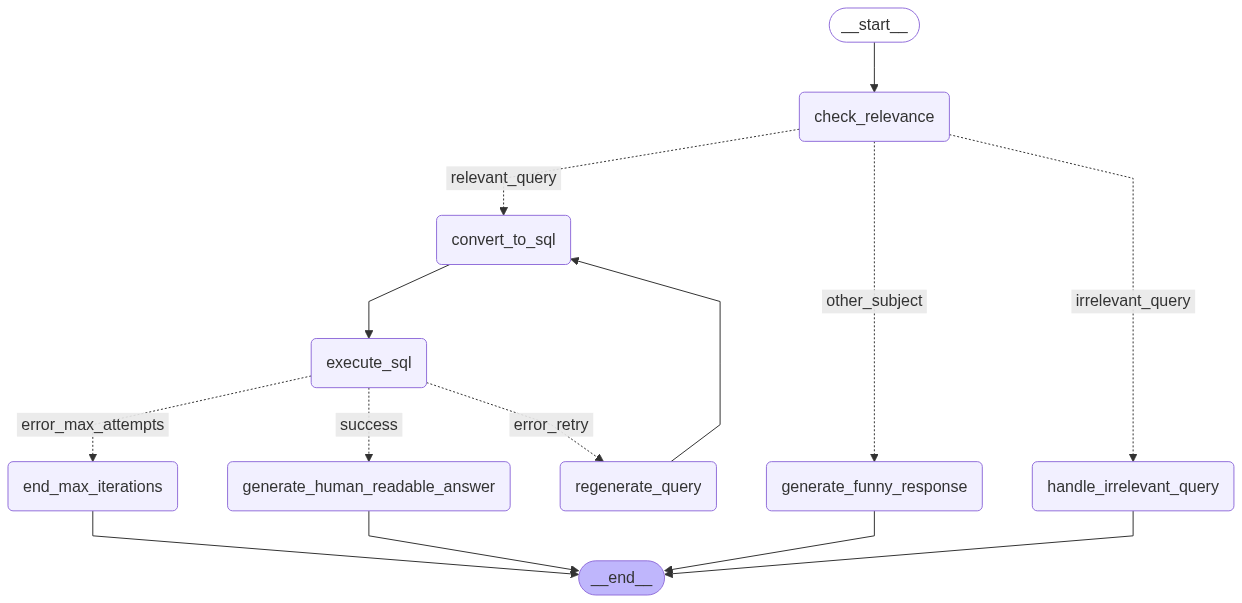 __start__
check_relevance
relevant_query
convert_to_sql
other_subject
irrelevant_query
execute_sql
error_max_attempts
success
error_retry
end_max_iterations
generate_human_readable_answer
regenerate_query
generate_funny_response
handle_irrelevant_query
__end__